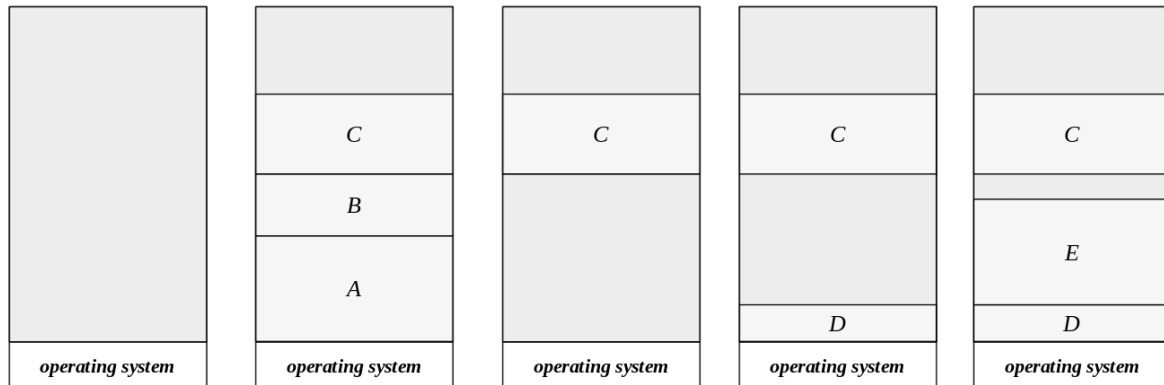 C
C
C
C
B
A
E
D
D
operating system
operating system
operating system
operating system
operating system